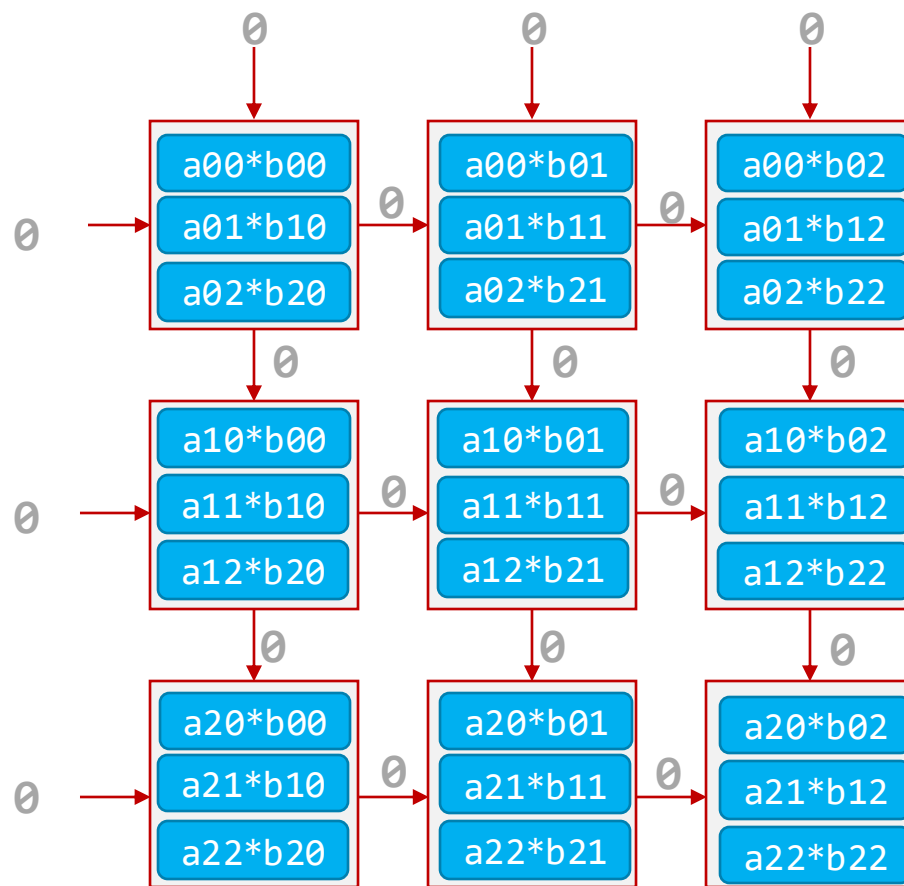 0 0 0
a00*b00 a00*b01 a00*b02
0 0
a01*b10 a01*b11 a01*b12
0
a02*b20 a02*b21 a02*b22
0 0 0
a10*b00 a10*b01 a10*b02
0 0
a11*b10 a11*b11 a11*b12
0
a12*b20 a12*b21 a12*b22
0 0 0
a20*b00 a20*b01 a20*b02
0 0
a21*b10 a21*b11 a21*b12
0
a22*b20 a22*b21 a22*b22